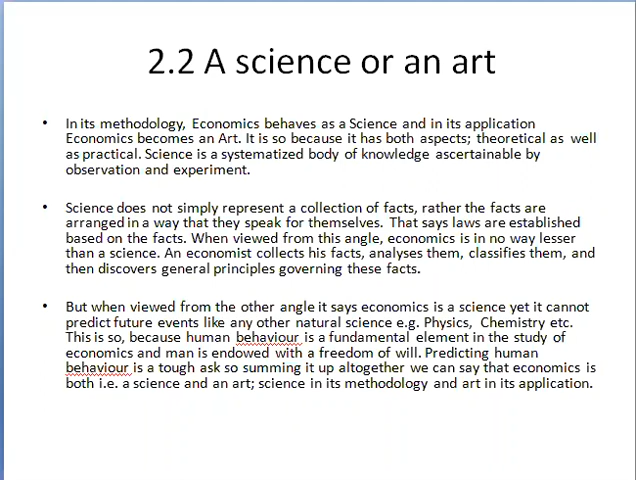 2.2 A science or an art
• In its methodology, Economics behaves as a Science and in its application
Economics becomes an Art. It is so because it has both aspects; theoretical as well
as practical. Science is a systematized body of knowledge ascertainable by
observation and experiment.
• Science does not simply represent a collection of facts, rather the facts are
arranged in a way that they speak for themselves. That says laws are established
based on the facts. When viewed from this angle, economics is in no way lesser
than a science. An economist collects his facts, analyses them, classifies them, and
then discovers general principles governing these facts.
• But when viewed from the other angle it says economics is a science yet it cannot
predict future events like any other natural science e.g. Physics, Chemistry etc.
This is so, because human behaviour is a fundamental element in the study of
economics and man is endowed with a freedom of will. Predicting human
behaviour is a tough ask so summing it up altogether we can say that economics is
both i.e. a science and an art; science in its methodology and art in its application.